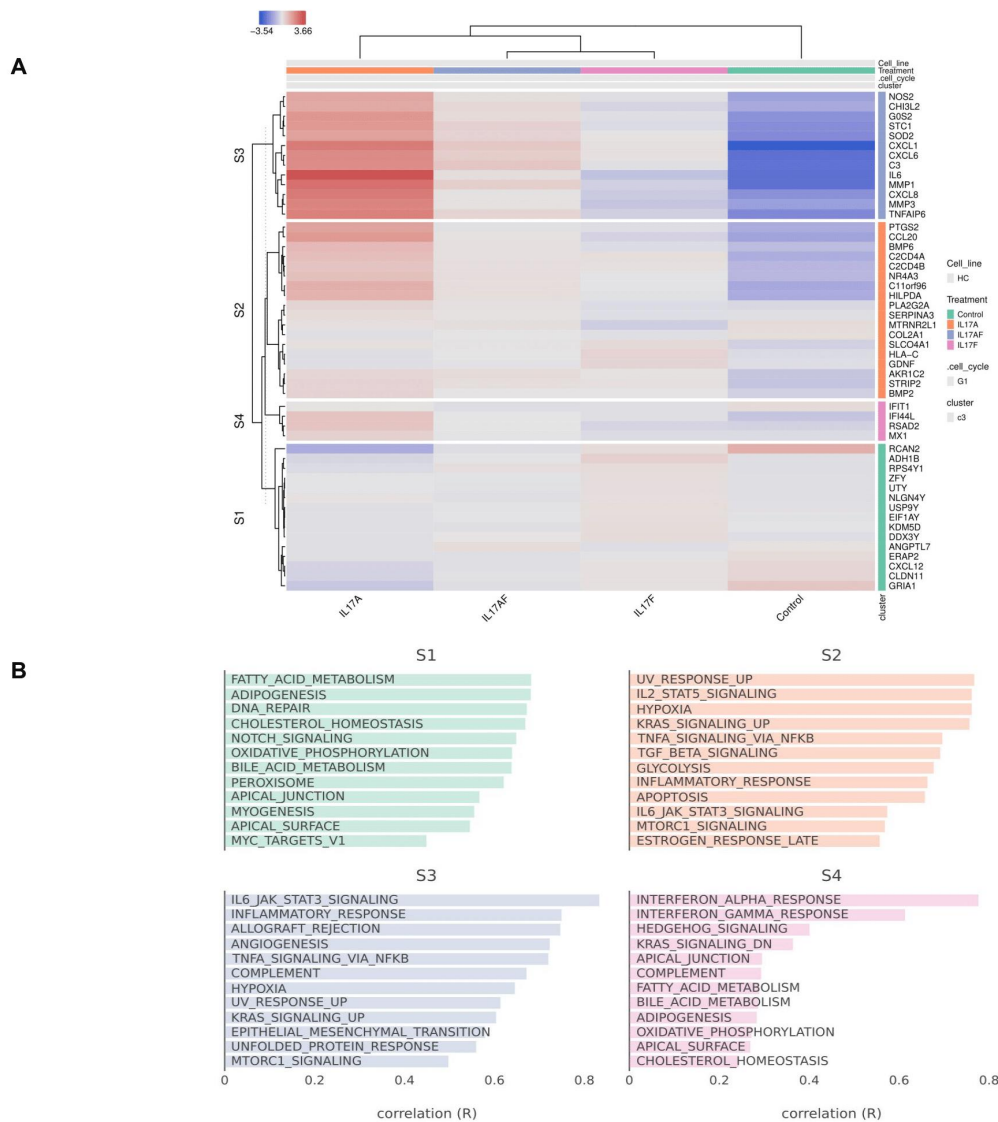 A
−3.54 3.66
Cell_line
Treatment
.cell_cycle
cluster
S3
NOS2
CHI3L2
G0S2
STC1
SOD2
CXCL1
CXCL6
C3
IL6
MMP1
CXCL8
MMP3
TNFAIP6
S2
PTGS2
CCL20
BMP6
C2CD4A
C2CD4B
NR4A3
C11orf96
HILPDA
PLA2G2A
SERPINA3
MTRNR2L1
COL2A1
SLCO4A1
HLA−C
GDNF
AKR1C2
STRIP2
BMP2
S4
IFIT1
IFI44L
RSAD2
MX1
S1
RCAN2
ADH1B
RPS4Y1
ZFY
UTY
NLGN4Y
USP9Y
EIF1AY
KDM5D
DDX3Y
ANGPTL7
ERAP2
CXCL12
CLDN11
GRIA1
IL17A
IL17AF
IL17F
Control
cluster
Cell_line
HC
Treatment
Control
IL17A
IL17AF
IL17F
.cell_cycle
G1
cluster
c3
B
S1
FATTY_ACID_METABOLISM
ADIPOGENESIS
DNA_REPAIR
CHOLESTEROL_HOMEOSTASIS
NOTCH_SIGNALING
OXIDATIVE_PHOSPHORYLATION
BILE_ACID_METABOLISM
PEROXISOME
APICAL_JUNCTION
MYOGENESIS
APICAL_SURFACE
MYC_TARGETS_V1
S2
UV_RESPONSE_UP
IL2_STAT5_SIGNALING
HYPOXIA
KRAS_SIGNALING_UP
TNFA_SIGNALING_VIA_NFKB
TGF_BETA_SIGNALING
GLYCOLYSIS
INFLAMMATORY_RESPONSE
APOPTOSIS
IL6_JAK_STAT3_SIGNALING
MTORC1_SIGNALING
ESTROGEN_RESPONSE_LATE
S3
IL6_JAK_STAT3_SIGNALING
INFLAMMATORY_RESPONSE
ALLOGRAFT_REJECTION
ANGIOGENESIS
TNFA_SIGNALING_VIA_NFKB
COMPLEMENT
HYPOXIA
UV_RESPONSE_UP
KRAS_SIGNALING_UP
EPITHELIAL_MESENCHYMAL_TRANSITION
UNFOLDED_PROTEIN_RESPONSE
MTORC1_SIGNALING
0 0.2 0.4 0.6 0.8
correlation (R)
S4
INTERFERON_ALPHA_RESPONSE
INTERFERON_GAMMA_RESPONSE
HEDGEHOG_SIGNALING
KRAS_SIGNALING_DN
APICAL_JUNCTION
COMPLEMENT
FATTY_ACID_METABOLISM
BILE_ACID_METABOLISM
ADIPOGENESIS
OXIDATIVE_PHOSPHORYLATION
APICAL_SURFACE
CHOLESTEROL_HOMEOSTASIS
0 0.2 0.4 0.6 0.8
correlation (R)